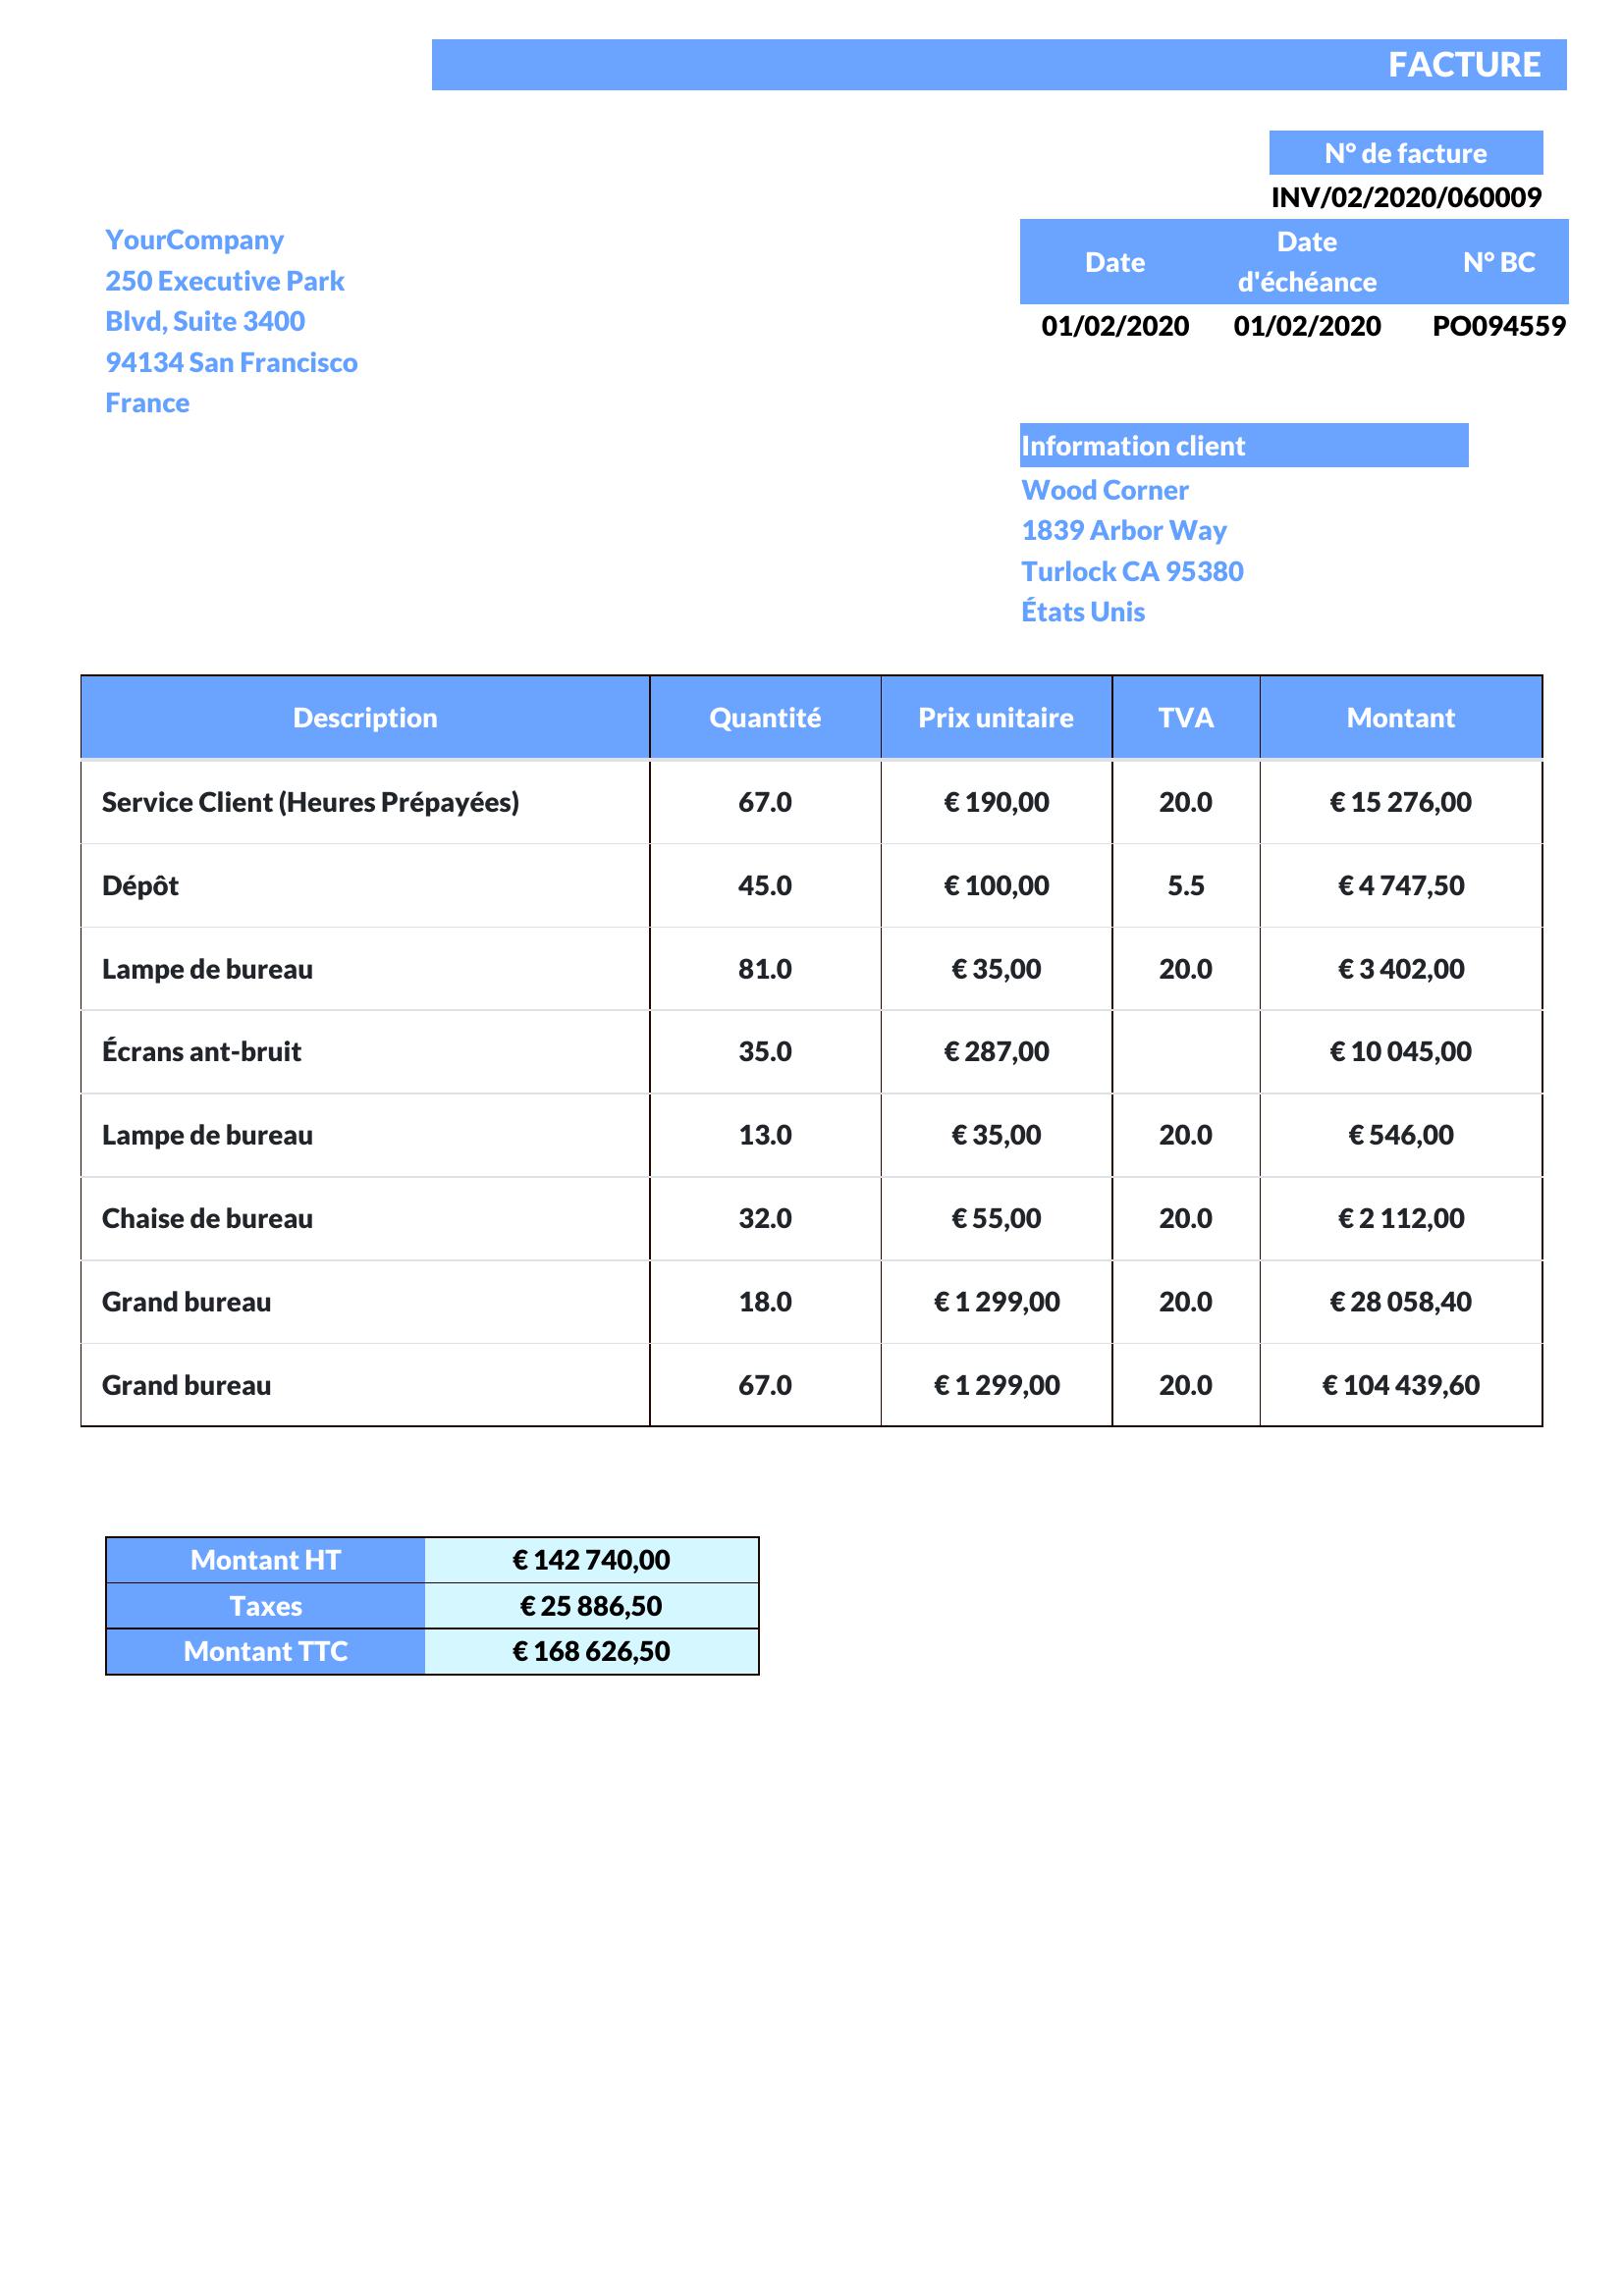 FACTURE
N° de facture
INV/02/2020/060009
YourCompany
250 Executive Park
Blvd, Suite 3400
94134 San Francisco
France
Date Date d'échéance N° BC
01/02/2020 01/02/2020 PO094559
Information client
Wood Corner
1839 Arbor Way
Turlock CA 95380
États Unis
Description Quantité Prix unitaire TVA Montant
Service Client (Heures Prépayées) 67.0 € 190,00 20.0 € 15 276,00
Dépôt 45.0 € 100,00 5.5 € 4 747,50
Lampe de bureau 81.0 € 35,00 20.0 € 3 402,00
Écrans ant-bruit 35.0 € 287,00 € 10 045,00
Lampe de bureau 13.0 € 35,00 20.0 € 546,00
Chaise de bureau 32.0 € 55,00 20.0 € 2 112,00
Grand bureau 18.0 € 1 299,00 20.0 € 28 058,40
Grand bureau 67.0 € 1 299,00 20.0 € 104 439,60
Montant HT € 142 740,00
Taxes € 25 886,50
Montant TTC € 168 626,50